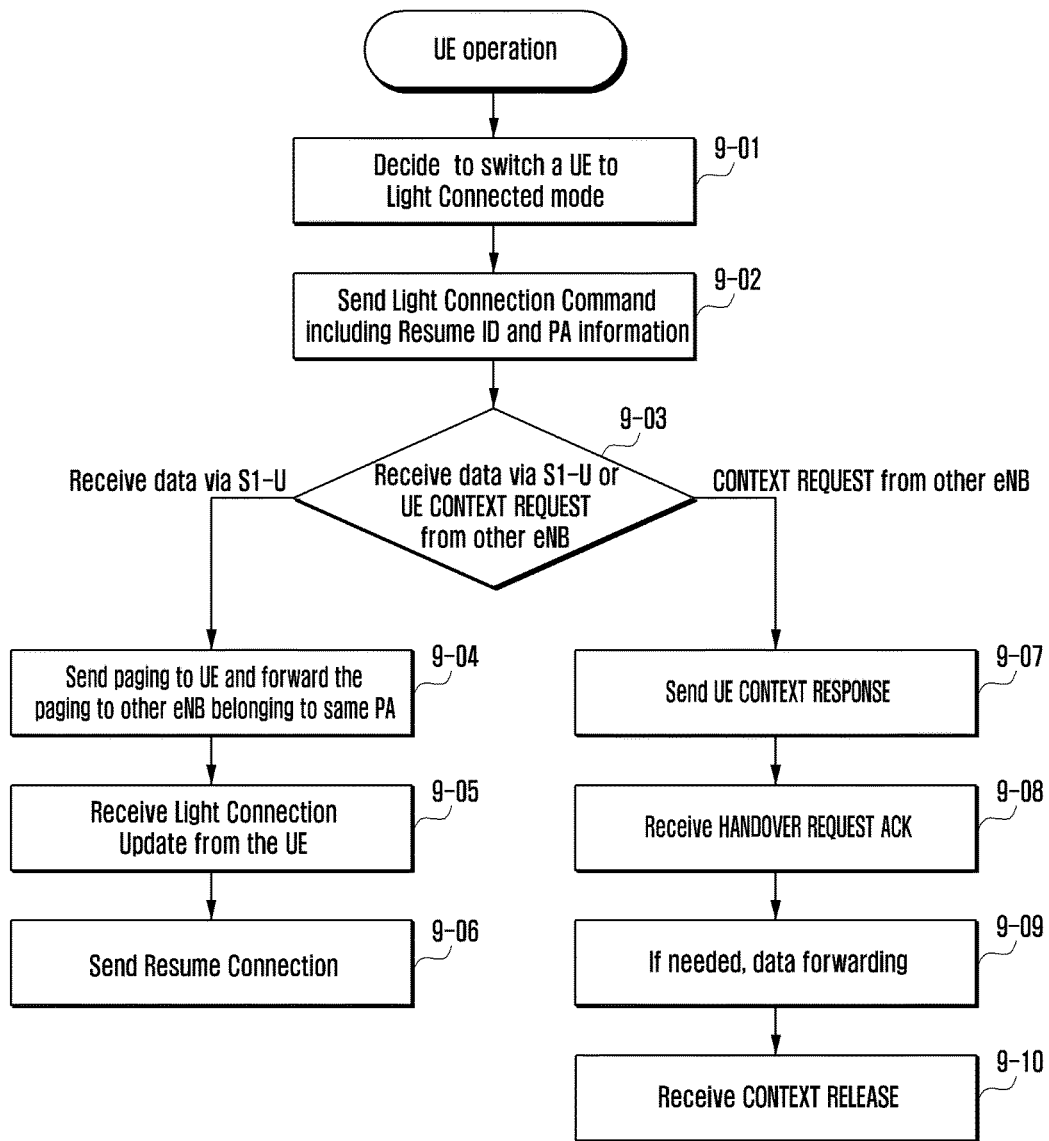 UE operation
9-01
Decide to switch a UE to
Light Connected mode
9-02
Send Light Connection Command
including Resume ID and PA information
9-03
Receive data via S1-U
Receive data via S1-U or
UE CONTEXT REQUEST
from other eNB
CONTEXT REQUEST from other eNB
9-04
Send paging to UE and forward the
paging to other eNB belonging to same PA
9-05
Receive Light Connection
Update from the UE
9-06
Send Resume Connection
9-07
Send UE CONTEXT RESPONSE
9-08
Receive HANDOVER REQUEST ACK
9-09
If needed, data forwarding
9-10
Receive CONTEXT RELEASE